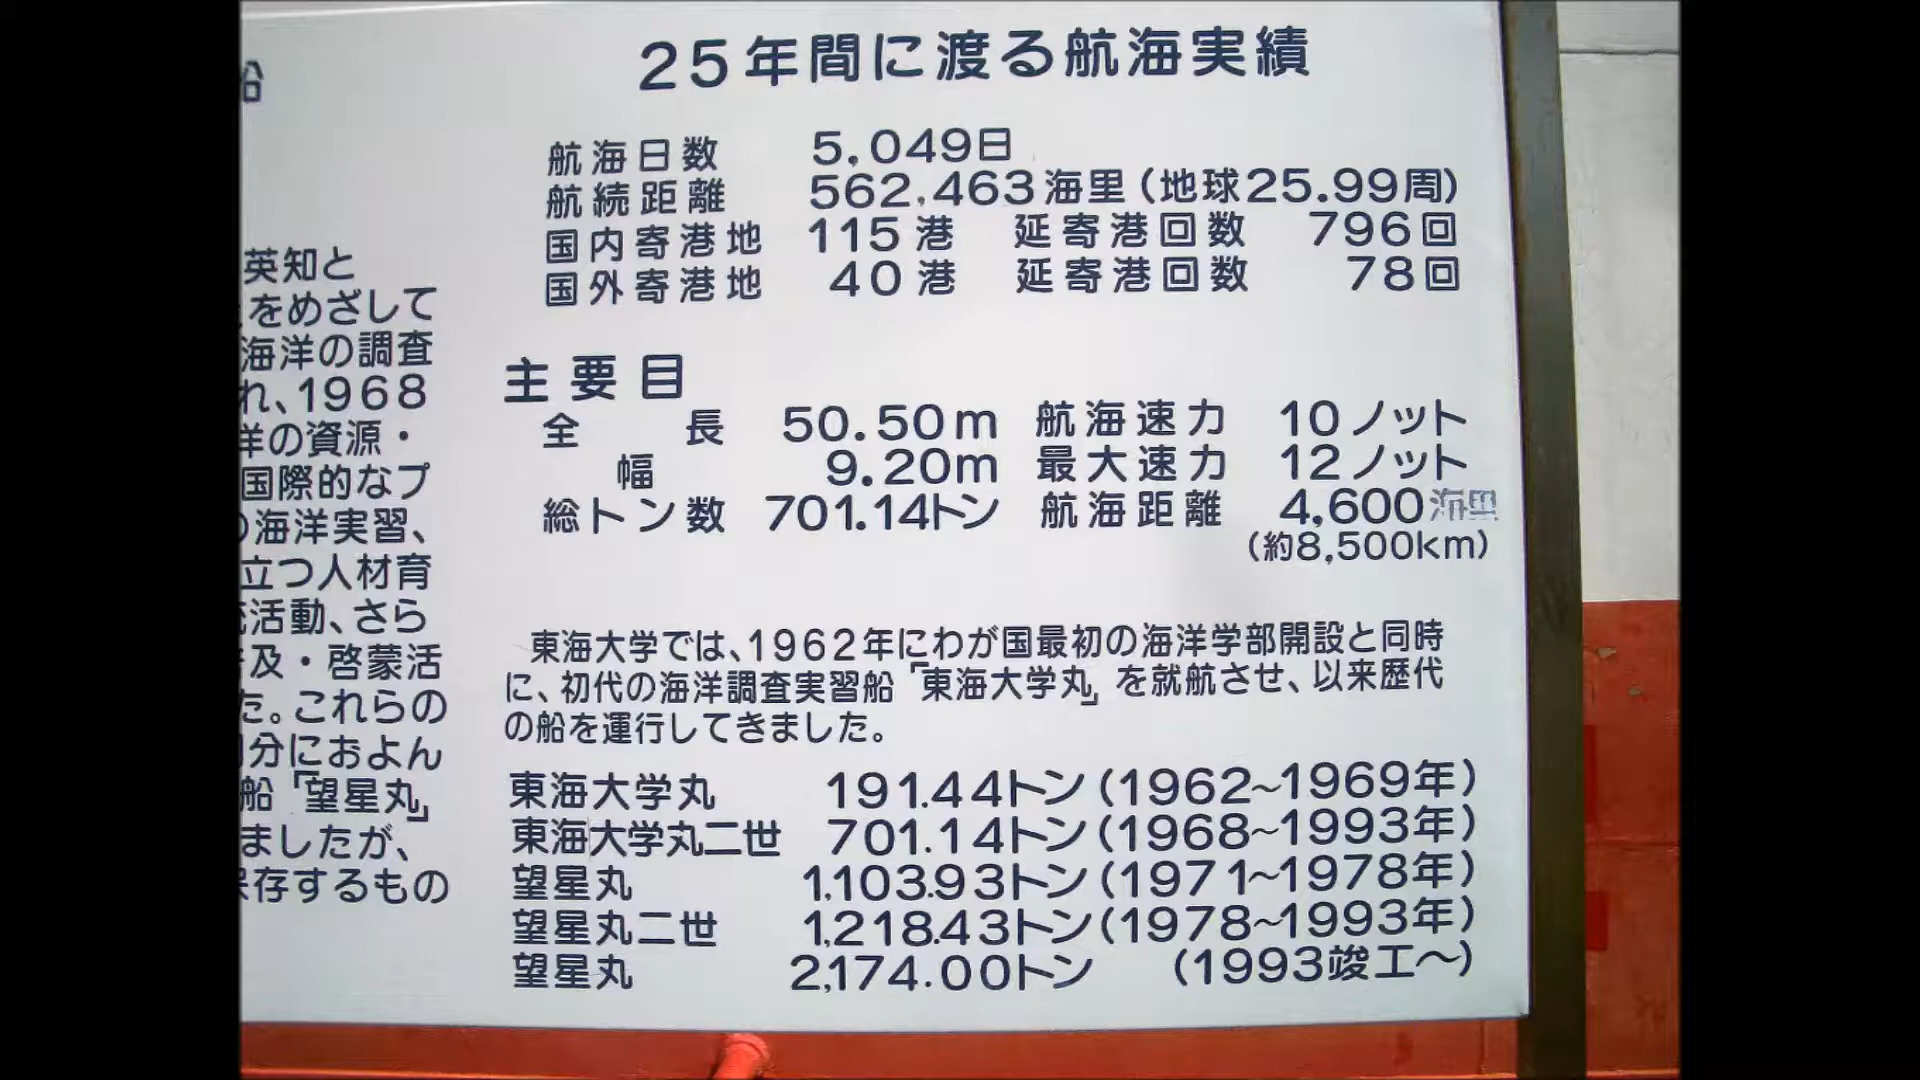 船
英知と
をめざして
海洋の調査
れ、1968
洋の資源・
国際的なプ
の海洋実習、
立つ人材育
活動、さら
及・啓蒙活
た。これらの
分におよん
船「望星丸」
ましたが、
保存するもの
25年間に渡る航海実績
航海日数 5,049日
航続距離 562,463海里(地球25.99周)
国内寄港地 115港 延寄港回数 796回
国外寄港地 40港 延寄港回数 78回
主要目
全長 50.50m 航海速力 10ノット
幅 9.20m 最大速力 12ノット
総トン数 701.14トン 航海距離 4,600海里
(約8,500km)
東海大学では、1962年にわが国最初の海洋学部開設と同時
に、初代の海洋調査実習船「東海大学丸」を就航させ、以来歴代
の船を運行してきました。
東海大学丸 191.44トン(1962~1969年)
東海大学丸二世 701.14トン(1968~1993年)
望星丸 1,103.93トン(1971~1978年)
望星丸二世 1,218.43トン(1978~1993年)
望星丸 2,174.00トン (1993竣工~)